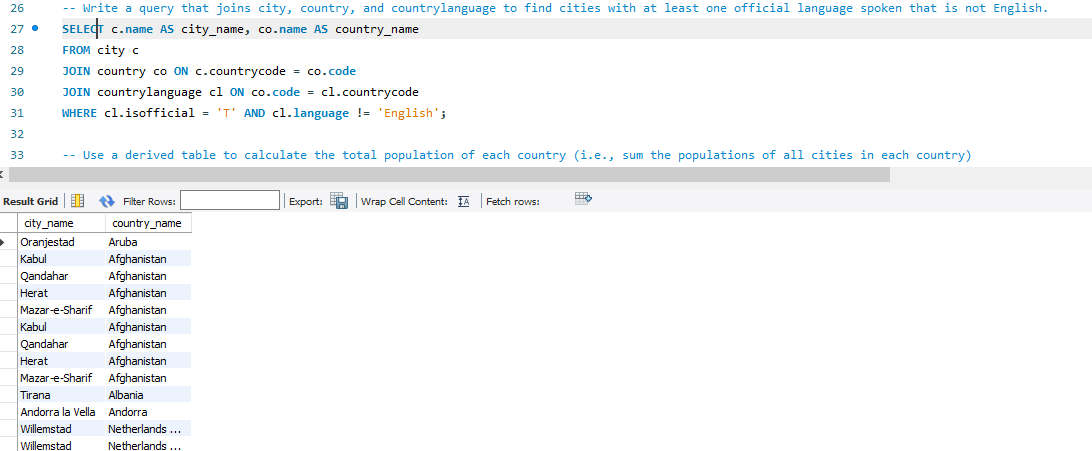 26 -- Write a query that joins city, country, and countrylanguage to find cities with at least one official language spoken that is not English.
27 SELECT c.name AS city_name, co.name AS country_name
28 FROM city c
29 JOIN country co ON c.countrycode = co.code
30 JOIN countrylanguage cl ON co.code = cl.countrycode
31 WHERE cl.isofficial = 'T' AND cl.language != 'English';
32
33 -- Use a derived table to calculate the total population of each country (i.e., sum the populations of all cities in each country)
Result Grid Filter Rows: Export: Wrap Cell Content: IA Fetch rows:
city_name country_name
Oranjestad Aruba
Kabul Afghanistan
Qandahar Afghanistan
Herat Afghanistan
Mazar-e-Sharif Afghanistan
Kabul Afghanistan
Qandahar Afghanistan
Herat Afghanistan
Mazar-e-Sharif Afghanistan
Tirana Albania
Andorra la Vella Andorra
Willemstad Netherlands ...
Willemstad Netherlands ...